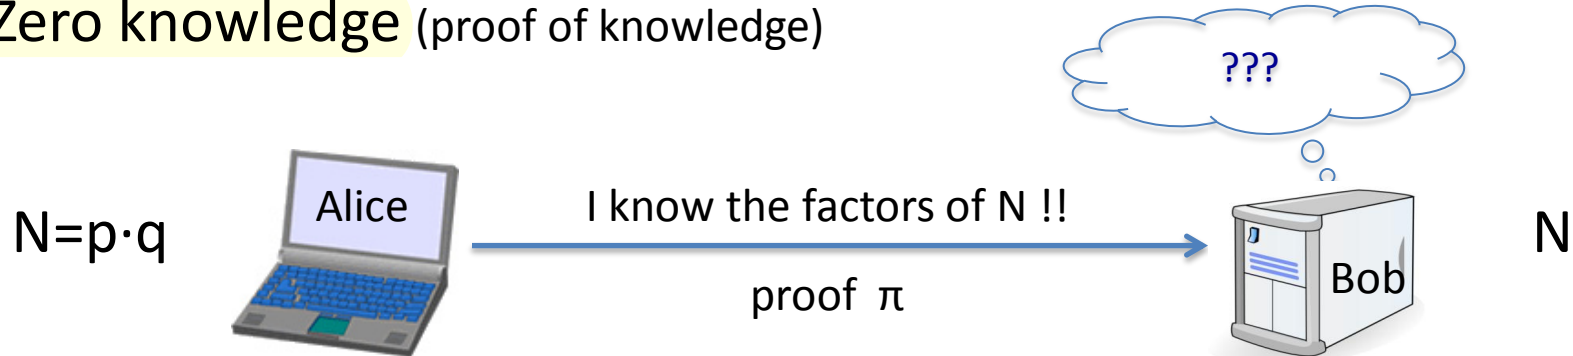 Zero knowledge (proof of knowledge)
???
N=p·q
Alice
I know the factors of N !!
proof π
Bob
N